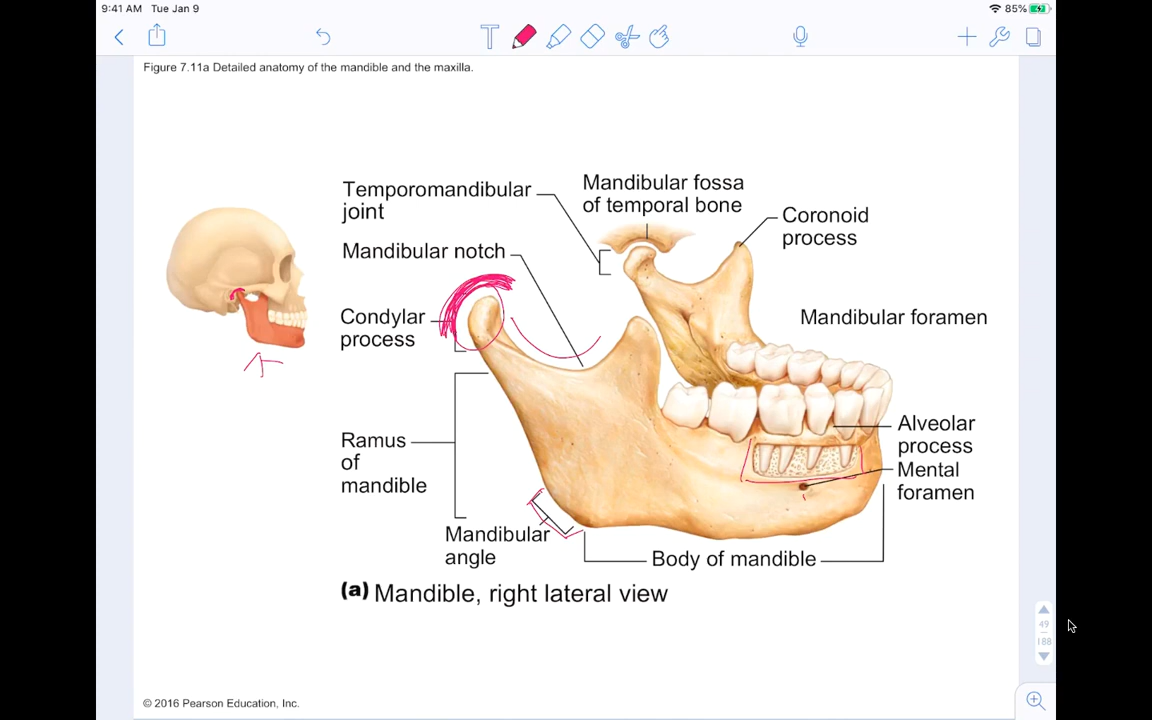 9:41 AM Tue Jan 9
85%
T
Figure 7.11a Detailed anatomy of the mandible and the maxilla.
Temporomandibular
joint
Mandibular fossa
of temporal bone
Coronoid
process
Mandibular notch
Condylar
process
Mandibular foramen
Ramus
of
mandible
Alveolar
process
Mental
foramen
Mandibular
angle
Body of mandible
(a) Mandible, right lateral view
49
188
© 2016 Pearson Education, Inc.